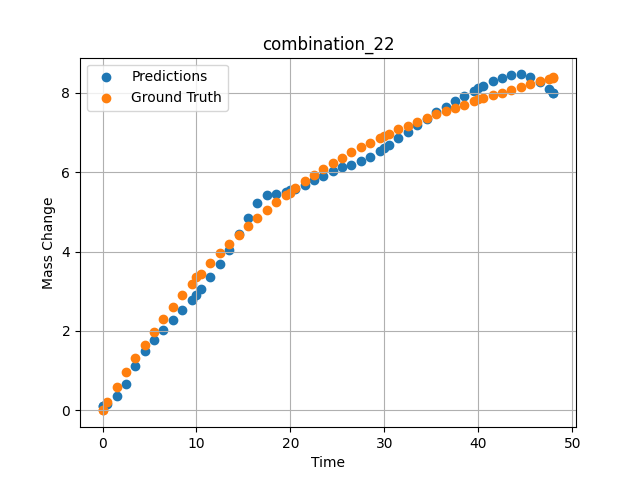 combination_22
Predictions
Ground Truth
Mass Change
8
6
4
2
0
0 10 20 30 40 50
Time